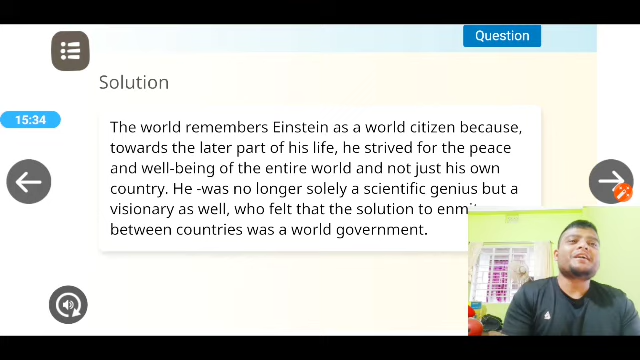 Question
Solution
15:34
The world remembers Einstein as a world citizen because,
towards the later part of his life, he strived for the peace
and well-being of the entire world and not just his own
country. He -was no longer solely a scientific genius but a
visionary as well, who felt that the solution to
between countries was a world government.